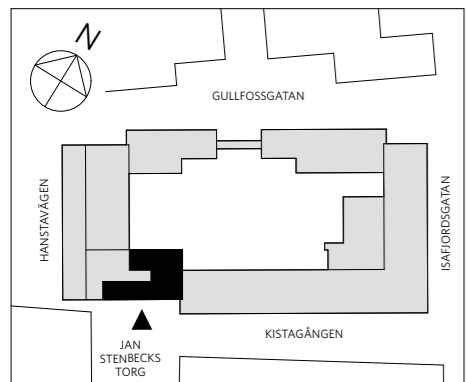 N
GULLFOSSGATAN
HANSTAVÄGEN
ISAFJORDSGATAN
KISTAGÅNGEN
JAN
STENBECKS
TORG